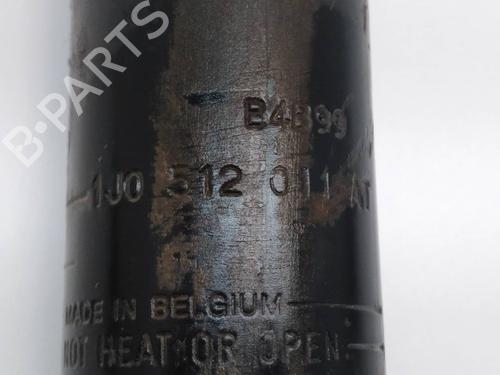 B-PARTS
B4899
1J0 512 011 AT
MADE IN BELGIUM
NOT HEAT OR OPEN